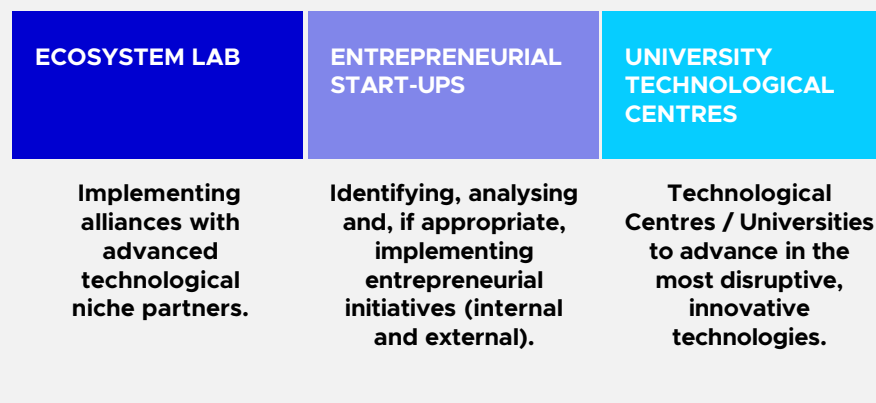 ECOSYSTEM LAB
Implementing
alliances with
advanced
technological
niche partners.
ENTREPRENEURIAL
START-UPS
Identifying, analysing
and, if appropriate,
implementing
entrepreneurial
initiatives (internal
and external).
UNIVERSITY
TECHNOLOGICAL
CENTRES
Technological
Centres / Universities
to advance in the
most disruptive,
innovative
technologies.